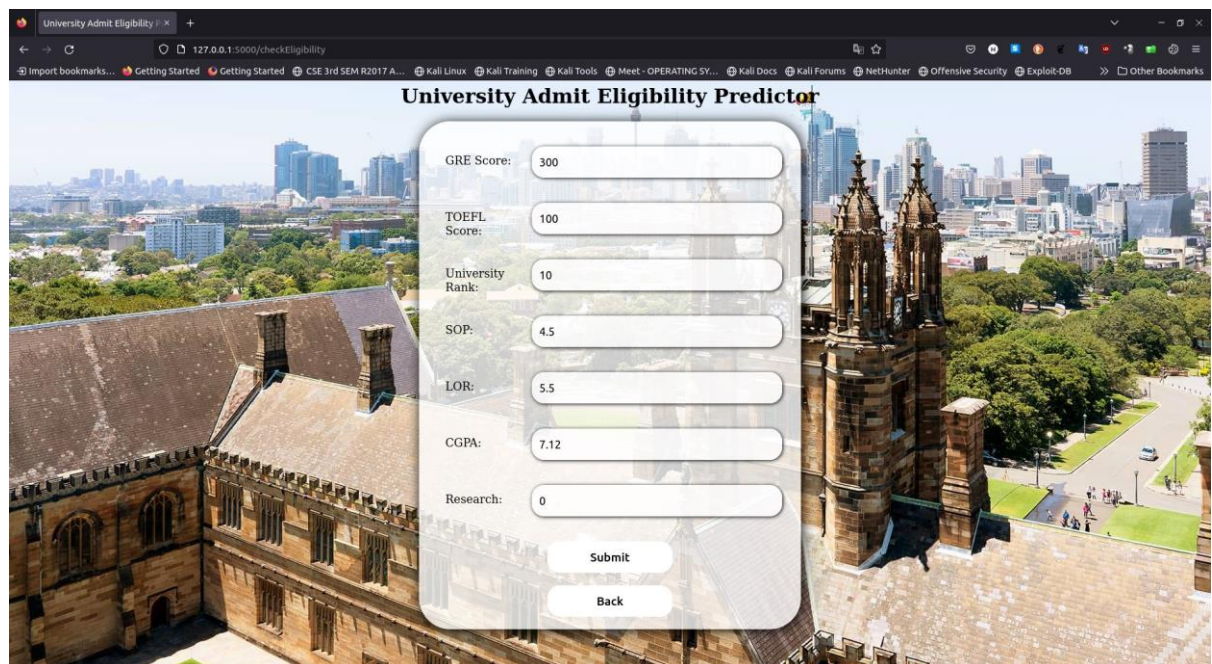 University Admit Eligibility P
127.0.0.1:5000/checkEligibility
Import bookmarks... Getting Started Getting Started CSE 3rd SEM R2017 A... Kali Linux Kali Training Kali Tools Meet - OPERATING SY... Kali Docs Kali Forums NetHunter Offensive Security Exploit-DB Other Bookmarks
University Admit Eligibility Predictor
GRE Score: 300
TOEFL
Score: 100
University
Rank: 10
SOP: 4.5
LOR: 5.5
CGPA: 7.12
Research: 0
Submit
Back